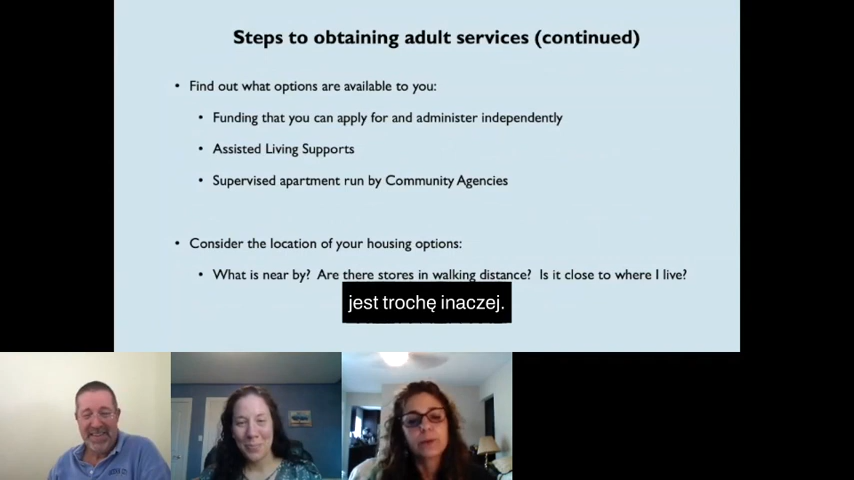 Steps to obtaining adult services (continued)
• Find out what options are available to you:
• Funding that you can apply for and administer independently
• Assisted Living Supports
• Supervised apartment run by Community Agencies
• Consider the location of your housing options:
• What is near by? Are there stores in walking distance? Is it close to where I live?
jest trochę inaczej.